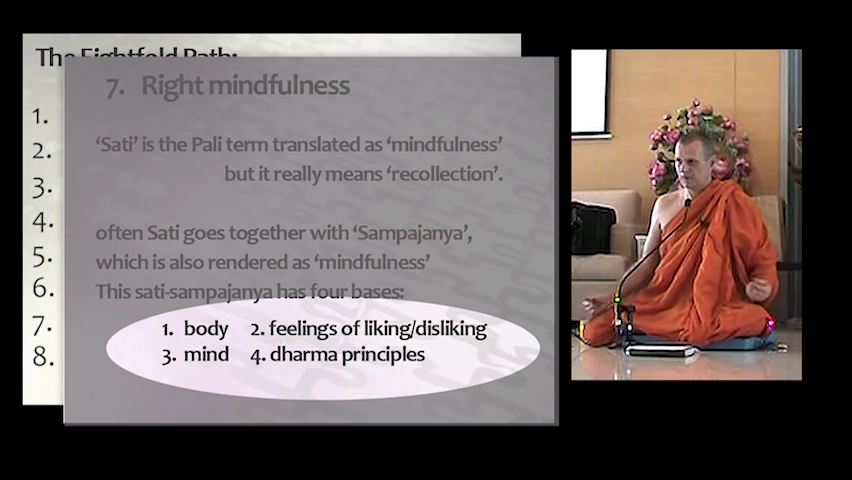 The Eightfold Path:
1.
2.
3.
4.
5.
6.
7.
8.
7. Right mindfulness
‘Sati’ is the Pali term translated as ‘mindfulness’
but it really means ‘recollection’.
often Sati goes together with ‘Sampajanya’,
which is also rendered as ‘mindfulness’
This sati-sampajanya has four bases:
1. body 2. feelings of liking/disliking
3. mind 4. dharma principles